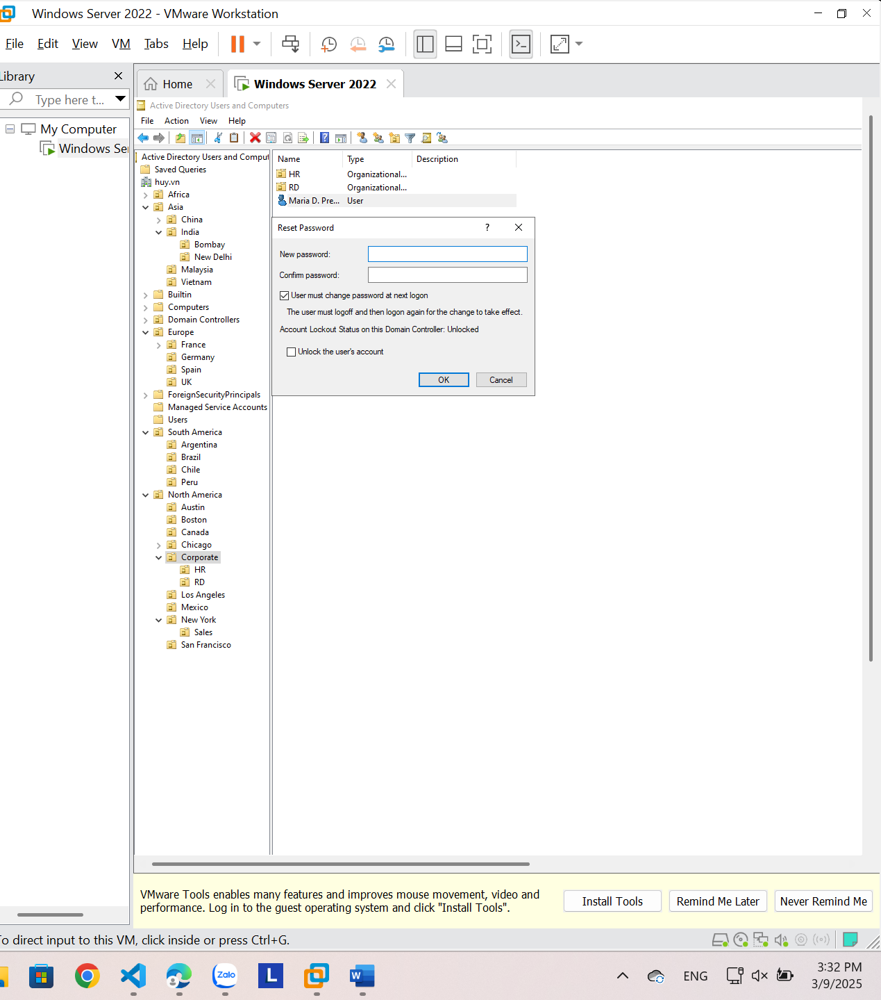 Windows Server 2022 - VMware Workstation
File Edit View VM Tabs Help
Library
Type here t...
My Computer
Windows Se
Home
Windows Server 2022
Active Directory Users and Computers
File Action View Help
Active Directory Users and Comput
Saved Queries
huy.vn
Africa
Asia
China
India
Bombay
New Delhi
Malaysia
Vietnam
Builtin
Computers
Domain Controllers
Europe
France
Germany
Spain
UK
ForeignSecurityPrincipals
Managed Service Accounts
Users
South America
Argentina
Brazil
Chile
Peru
North America
Austin
Boston
Canada
Chicago
Corporate
HR
RD
Los Angeles
Mexico
New York
Sales
San Francisco
Name Type Description
HR Organizational...
RD Organizational...
Maria D. Pre... User
Reset Password ?
New password:
Confirm password:
User must change password at next logon
The user must logoff and then logon again for the change to take effect.
Account Lockout Status on this Domain Controller: Unlocked
Unlock the user's account
OK Cancel
VMware Tools enables many features and improves mouse movement, video and
performance. Log in to the guest operating system and click "Install Tools".
Install Tools Remind Me Later Never Remind Me
To direct input to this VM, click inside or press Ctrl+G.
Zalo
L
W
ENG
3:32 PM
3/9/2025